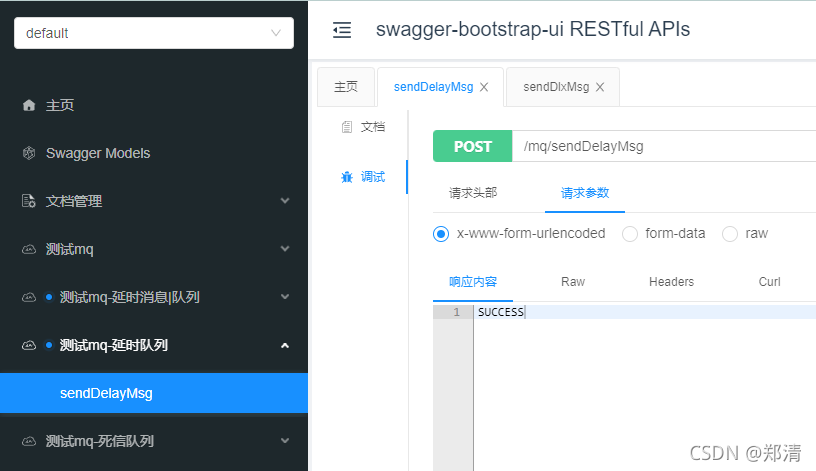 default
主页
Swagger Models
文档管理
测试mq
测试mq-延时消息|队列
测试mq-延时队列
sendDelayMsg
测试mq-死信队列
swagger-bootstrap-ui RESTful APIs
主页 sendDelayMsg sendDlxMsg
文档
调试
POST /mq/sendDelayMsg
请求头部 请求参数
x-www-form-urlencoded form-data raw
响应内容 Raw Headers Curl
1 SUCCESS
CSDN @郑清